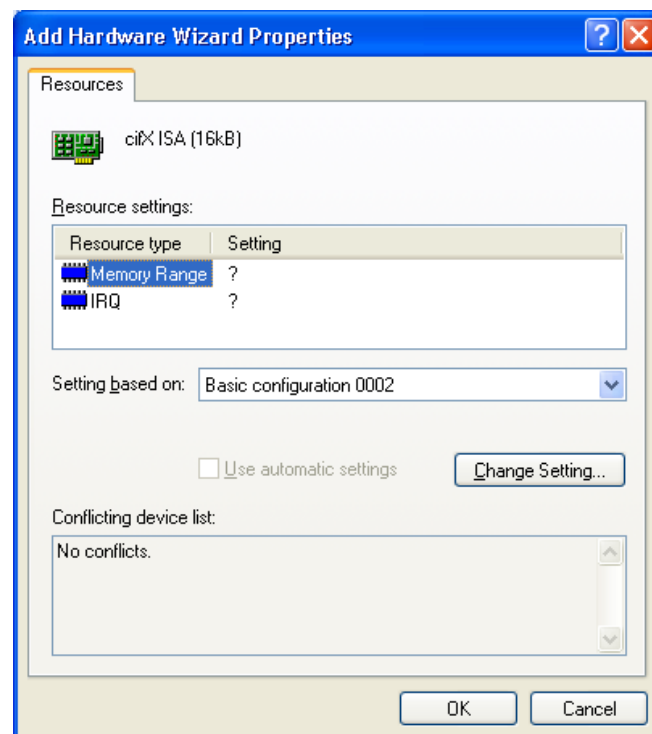 Add Hardware Wizard Properties
Resources
cifX ISA (16kB)
Resource settings:
Resource type Setting
Memory Range ?
IRQ ?
Setting based on: Basic configuration 0002
Use automatic settings Change Setting...
Conflicting device list:
No conflicts.
OK Cancel